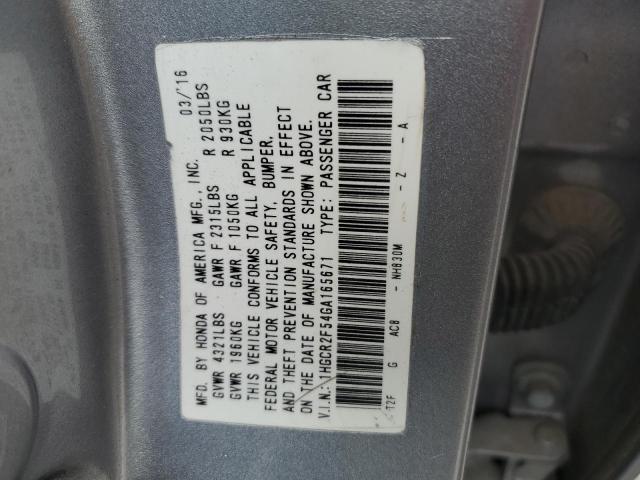 MFD. BY HONDA OF AMERICA MFG., INC. 03/'16
GVWR 4321LBS GAWR F 2315LBS R 2050LBS
GVWR 1960KG GAWR F 1050KG R 930KG
THIS VEHICLE CONFORMS TO ALL APPLICABLE
FEDERAL MOTOR VEHICLE SAFETY, BUMPER,
AND THEFT PREVENTION STANDARDS IN EFFECT
ON THE DATE OF MANUFACTURE SHOWN ABOVE.
V.I.N.: 1HGCR2F54GA165671 TYPE: PASSENGER CAR
T2F G AC8 NH830M - Z - A